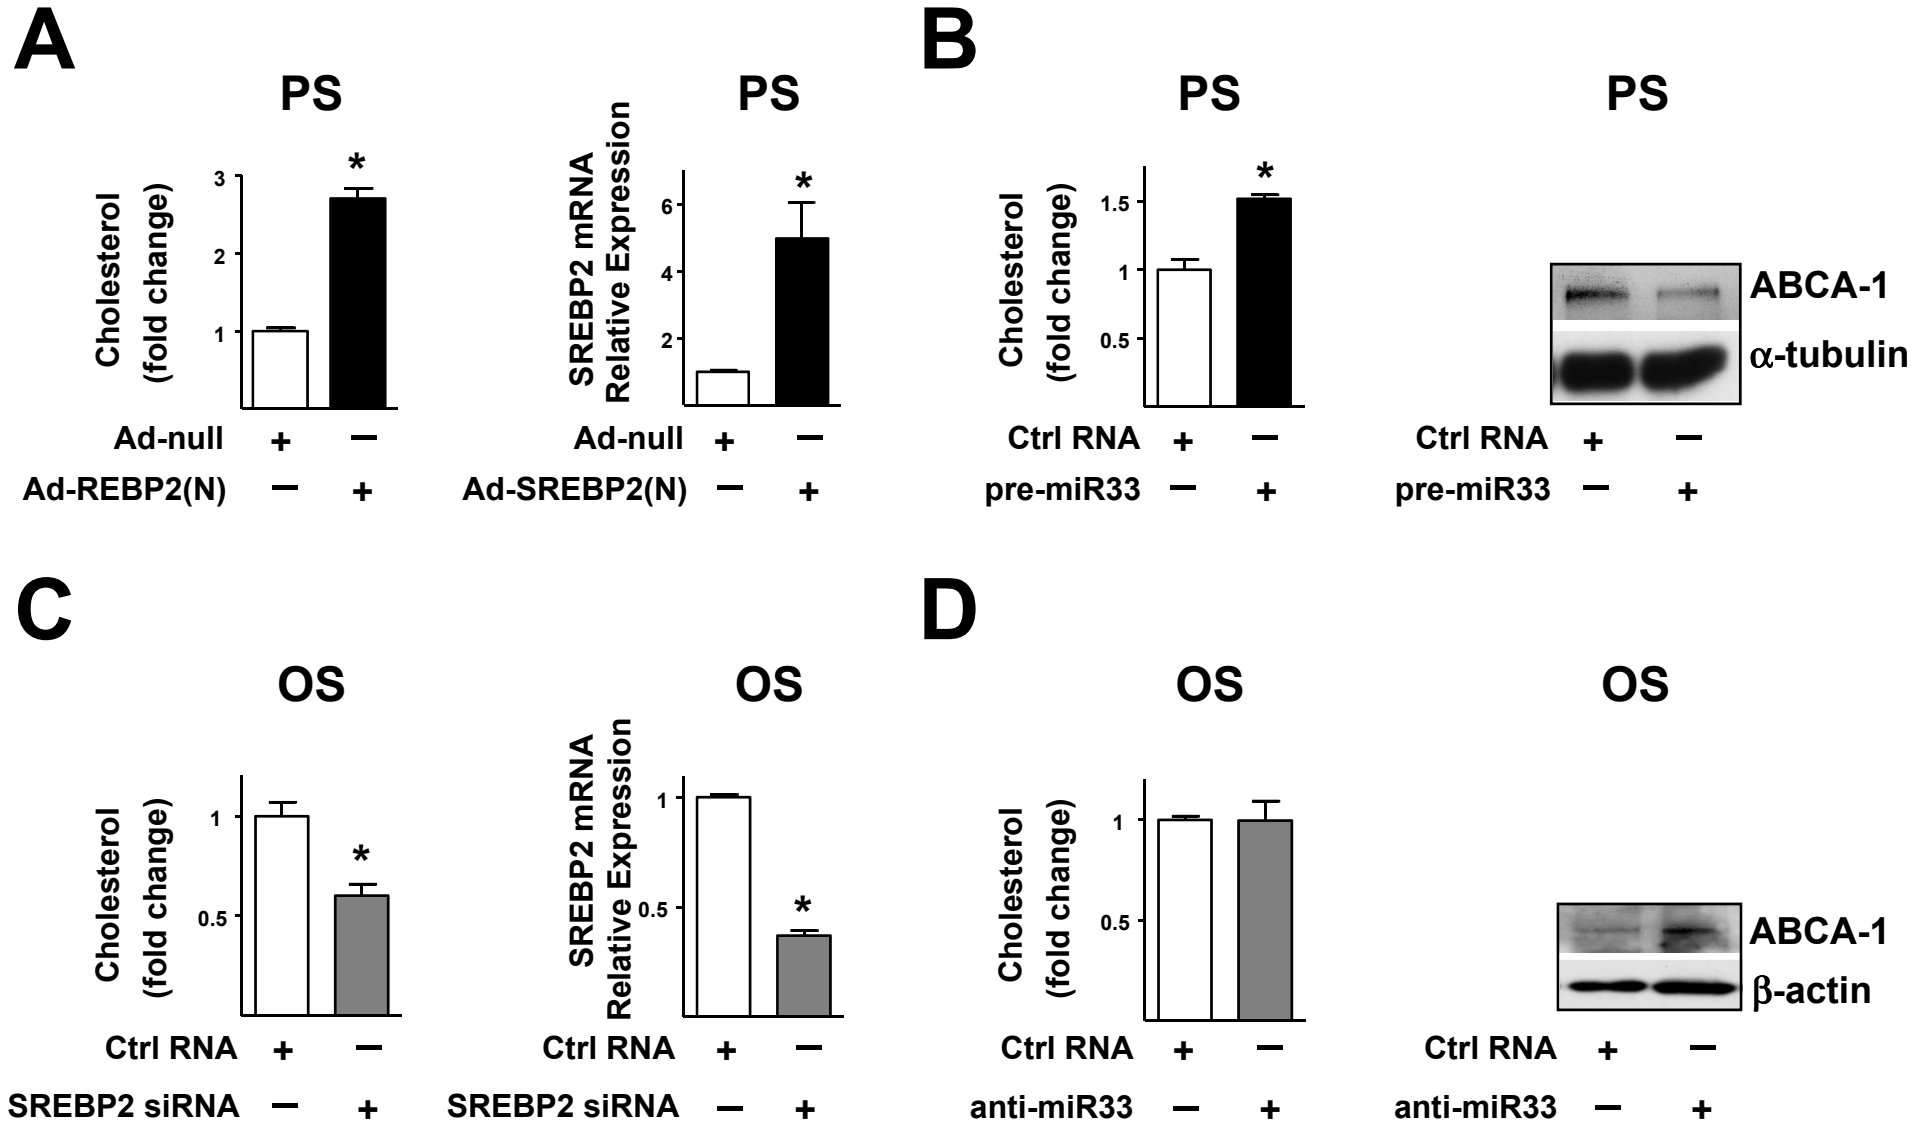 A
PS
Cholesterol
(fold change)
3
2
1
*
Ad-null + —
Ad-REBP2(N) — +
PS
SREBP2 mRNA
Relative Expression
6
4
2
*
Ad-null + —
Ad-SREBP2(N) — +
B
PS
Cholesterol
(fold change)
1.5
1
0.5
*
Ctrl RNA + —
pre-miR33 — +
PS
ABCA-1
α-tubulin
Ctrl RNA + —
pre-miR33 — +
C
OS
Cholesterol
(fold change)
1
0.5
*
Ctrl RNA + —
SREBP2 siRNA — +
OS
SREBP2 mRNA
Relative Expression
1
0.5
*
Ctrl RNA + —
SREBP2 siRNA — +
D
OS
Cholesterol
(fold change)
1
0.5
Ctrl RNA + —
anti-miR33 — +
OS
ABCA-1
β-actin
Ctrl RNA + —
anti-miR33 — +